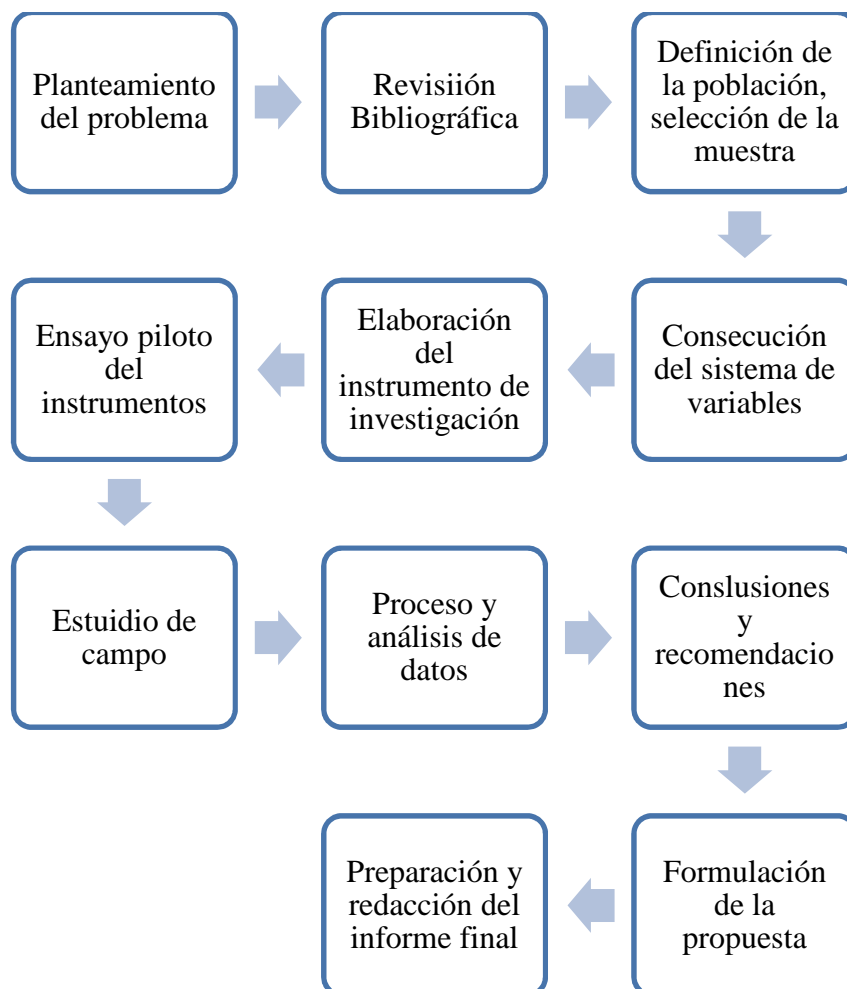 Planteamiento
del problema
Revisiión
Bibliográfica
Definición de
la población,
selección de la
muestra
Consecución
del sistema de
variables
Elaboración
del
instrumento de
investigación
Ensayo piloto
del
instrumentos
Estuidio de
campo
Proceso y
análisis de
datos
Conslusiones
y
recomendacio
nes
Formulación
de la
propuesta
Preparación y
redacción del
informe final